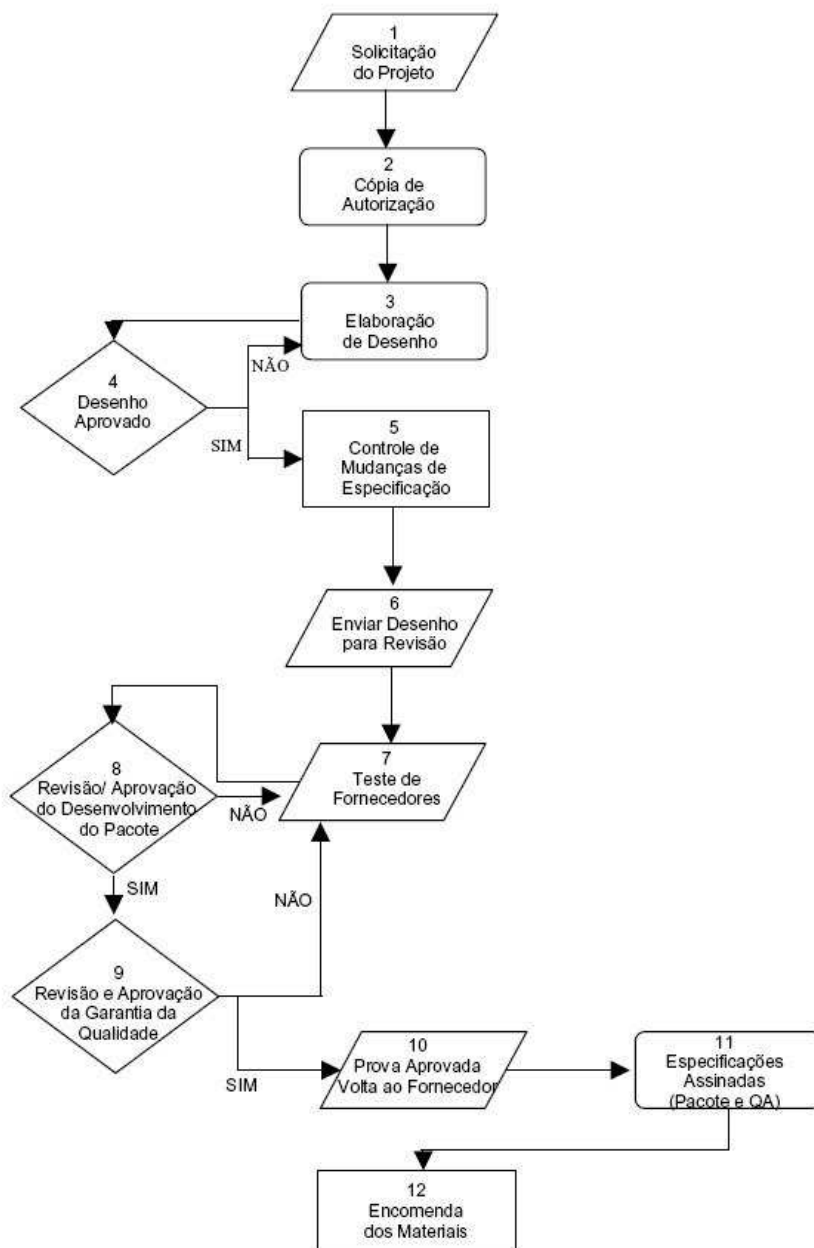 1
Solicitação
do Projeto
2
Cópia de
Autorização
3
Elaboração
de Desenho
4
Desenho
Aprovado
NÃO
SIM
5
Controle de
Mudanças de
Especificação
6
Enviar Desenho
para Revisão
7
Teste de
Fornecedores
8
Revisão/ Aprovação
do Desenvolvimento
do Pacote
NÃO
SIM
NÃO
9
Revisão e Aprovação
da Garantia da
Qualidade
SIM
10
Prova Aprovada
Volta ao Fornecedor
11
Especificações
Assinadas
(Pacote e QA)
12
Encomenda
dos Materiais